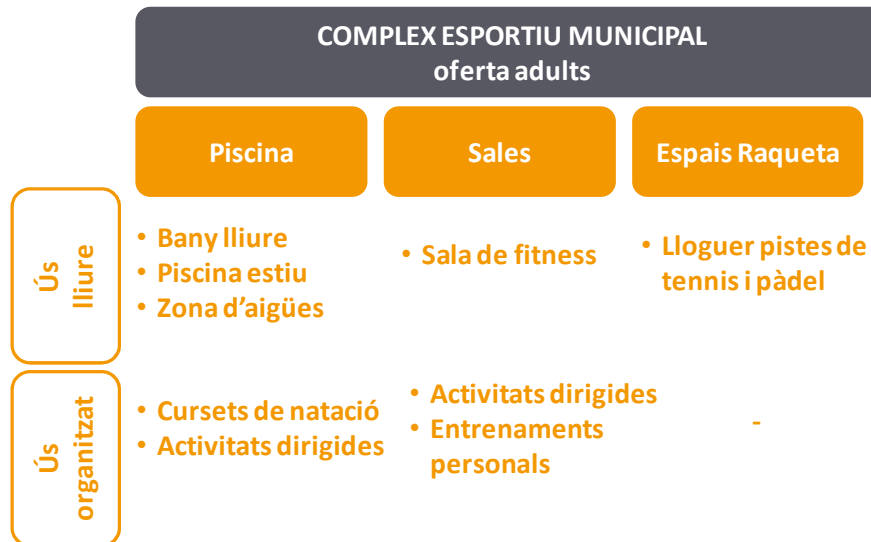 COMPLEX ESPORTIU MUNICIPAL
oferta adults
Piscina
Sales
Espais Raqueta
Ús
lliure
• Bany lliure
• Piscina estiu
• Zona d’aigües
• Sala de fitness
• Lloguer pistes de
tennis i pàdel
Ús
organitzat
• Cursets de natació
• Activitats dirigides
• Activitats dirigides
• Entrenaments
personals
-